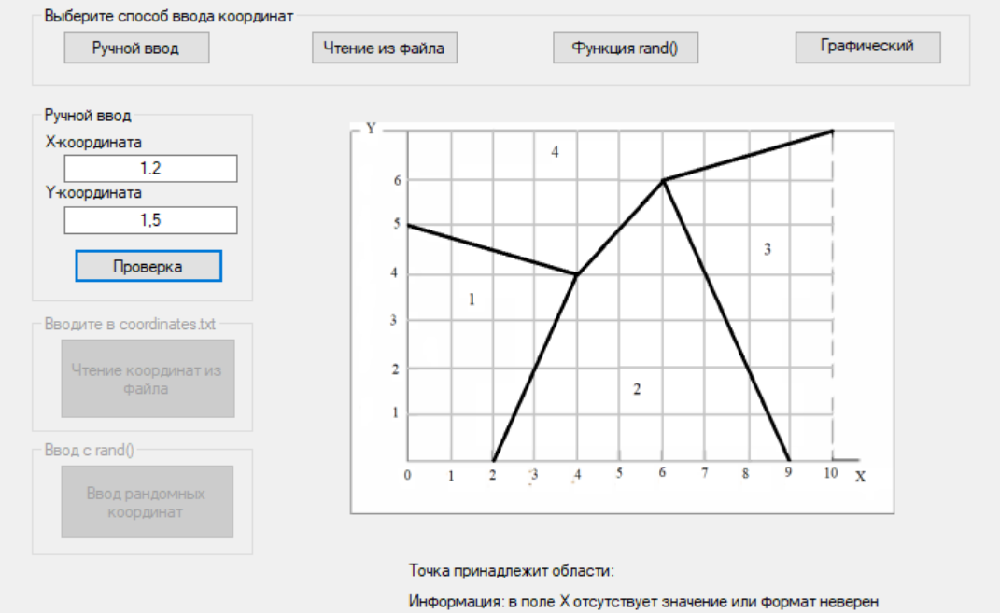 Выберите способ ввода координат
Ручной ввод
Чтение из файла
Функция rand()
Графический
Ручной ввод
X-координата
1.2
Y-координата
1,5
Проверка
Вводите в coordinates.txt
Чтение координат из
файла
Ввод с rand()
Ввод рандомных
координат
Y
4
6
5
3
4
1
3
2
2
1
0 1 2 3 4 5 6 7 8 9 10 X
Точка принадлежит области:
Информация: в поле X отсутствует значение или формат неверен